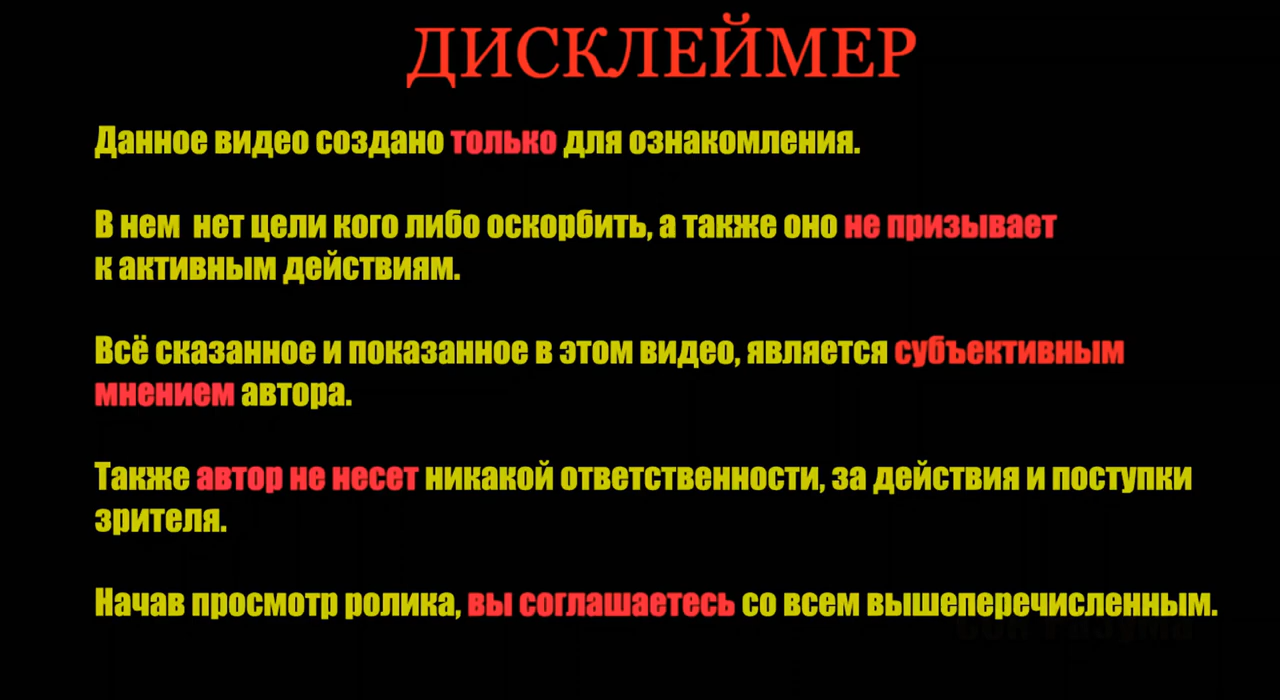 ДИСКЛЕЙМЕР
Данное видео создано только для ознакомления.
В нем нет цели кого либо оскорбить, а также оно не призывает
к активным действиям.
Всё сказанное и показанное в этом видео, является субъективным
мнением автора.
Также автор не несет никакой ответственности, за действия и поступки
зрителя.
Начав просмотр ролика, вы соглашаетесь со всем вышеперечисленным.